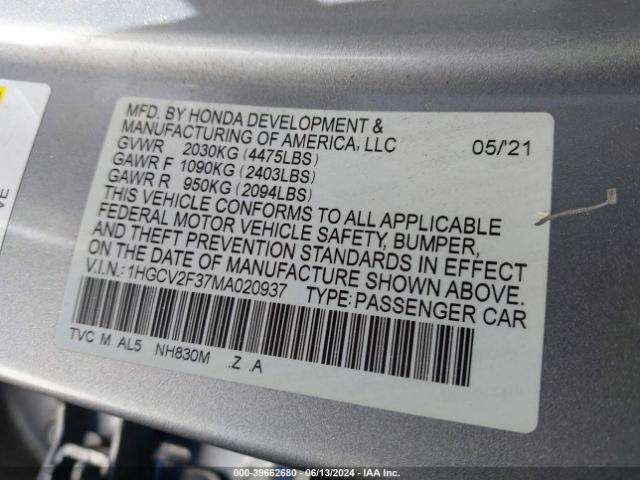 MFD. BY HONDA DEVELOPMENT &
MANUFACTURING OF AMERICA, LLC 05/'21
GVWR 2030KG (4475LBS)
GAWR F 1090KG (2403LBS)
GAWR R 950KG (2094LBS)
THIS VEHICLE CONFORMS TO ALL APPLICABLE
FEDERAL MOTOR VEHICLE SAFETY, BUMPER,
AND THEFT PREVENTION STANDARDS IN EFFECT
ON THE DATE OF MANUFACTURE SHOWN ABOVE.
V.I.N.: 1HGCV2F37MA020937 TYPE: PASSENGER CAR
TVC M AL5 NH830M .Z .A
000-39662680 - 06/13/2024 - IAA Inc.